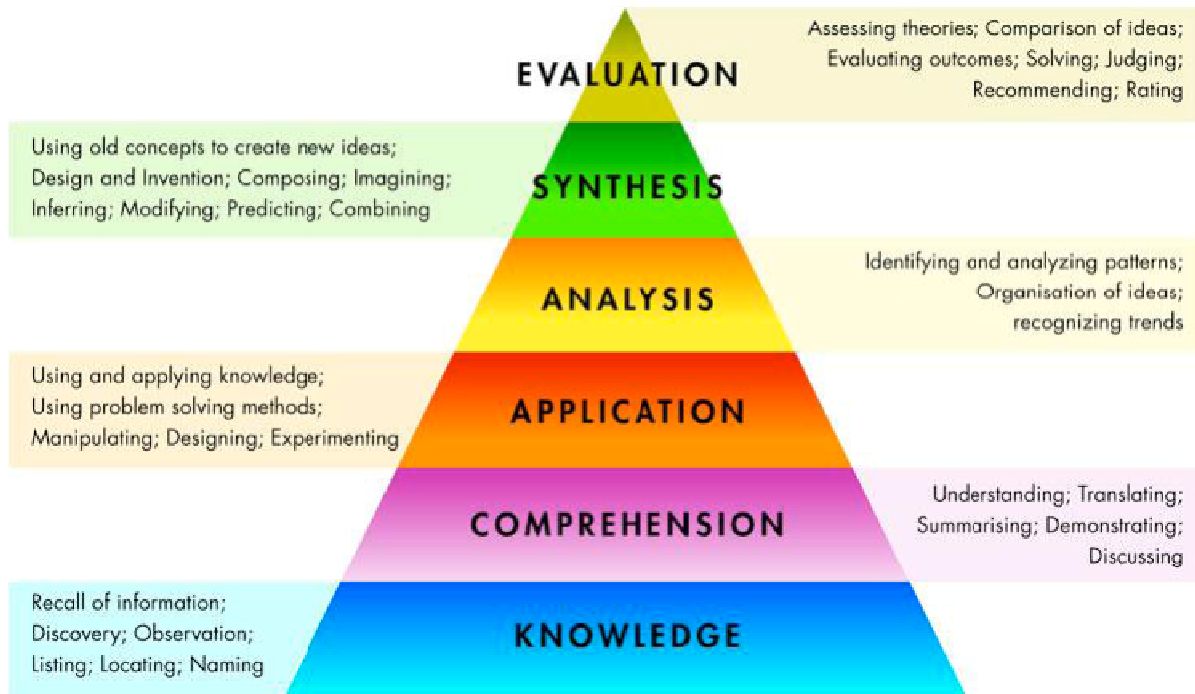 Assessing theories; Comparison of ideas;
Evaluating outcomes; Solving; Judging;
Recommending; Rating
EVALUATION
Using old concepts to create new ideas;
Design and Invention; Composing; Imagining;
Inferring; Modifying; Predicting; Combining
SYNTHESIS
Identifying and analyzing patterns;
Organisation of ideas;
recognizing trends
ANALYSIS
Using and applying knowledge;
Using problem solving methods;
Manipulating; Designing; Experimenting
APPLICATION
Understanding; Translating;
Summarising; Demonstrating;
Discussing
COMPREHENSION
Recall of information;
Discovery; Observation;
Listing; Locating; Naming
KNOWLEDGE